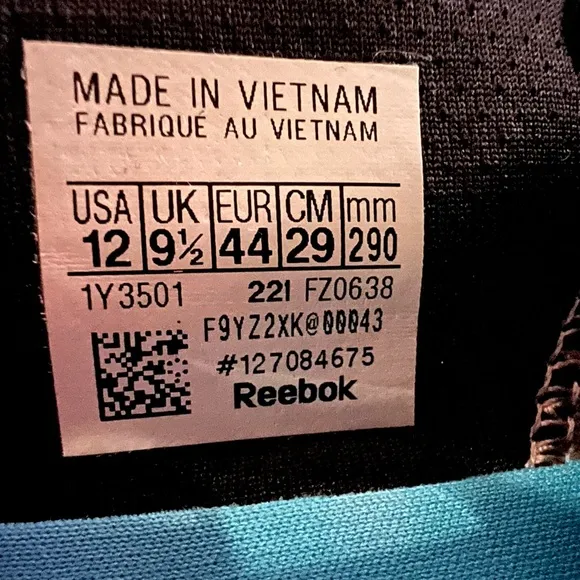 MADE IN VIETNAM
FABRIQUÉ AU VIETNAM
USA UK EUR CM mm
12 9½ 44 29 290
1Y3501 22I FZ0638
F9YZ2XK@00043
#127084675
Reebok